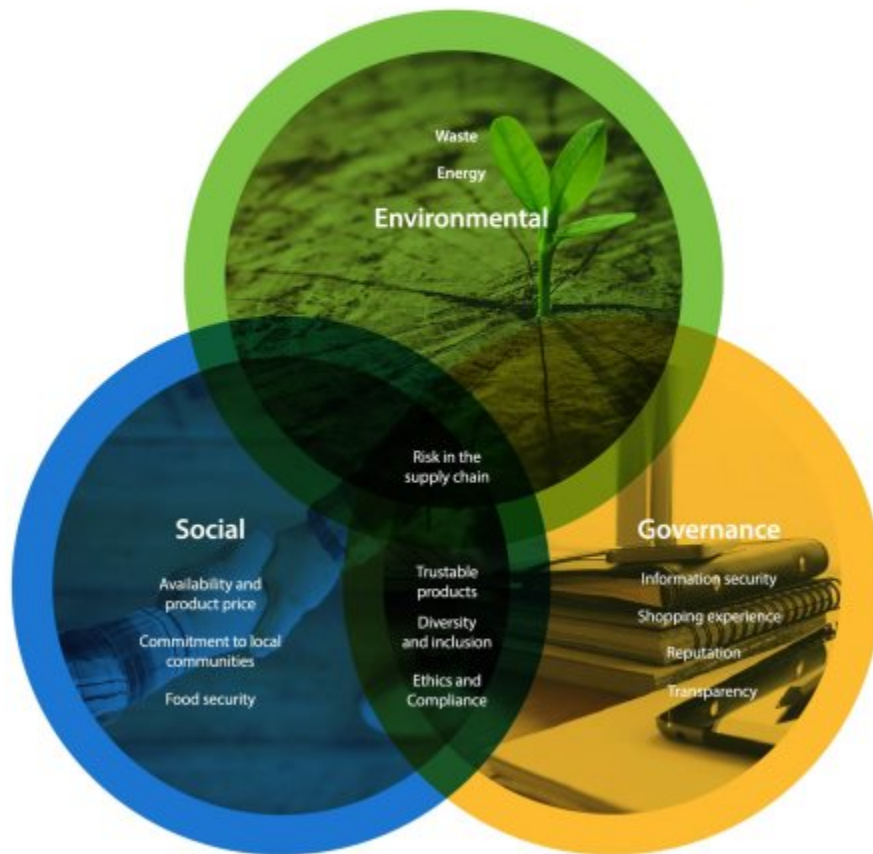 Waste
Energy
Environmental
Risk in the
supply chain
Social
Availability and
product price
Commitment to local
communities
Food security
Trustable
products
Diversity
and inclusion
Ethics and
Compliance
Governance
Information security
Shopping experience
Reputation
Transparency